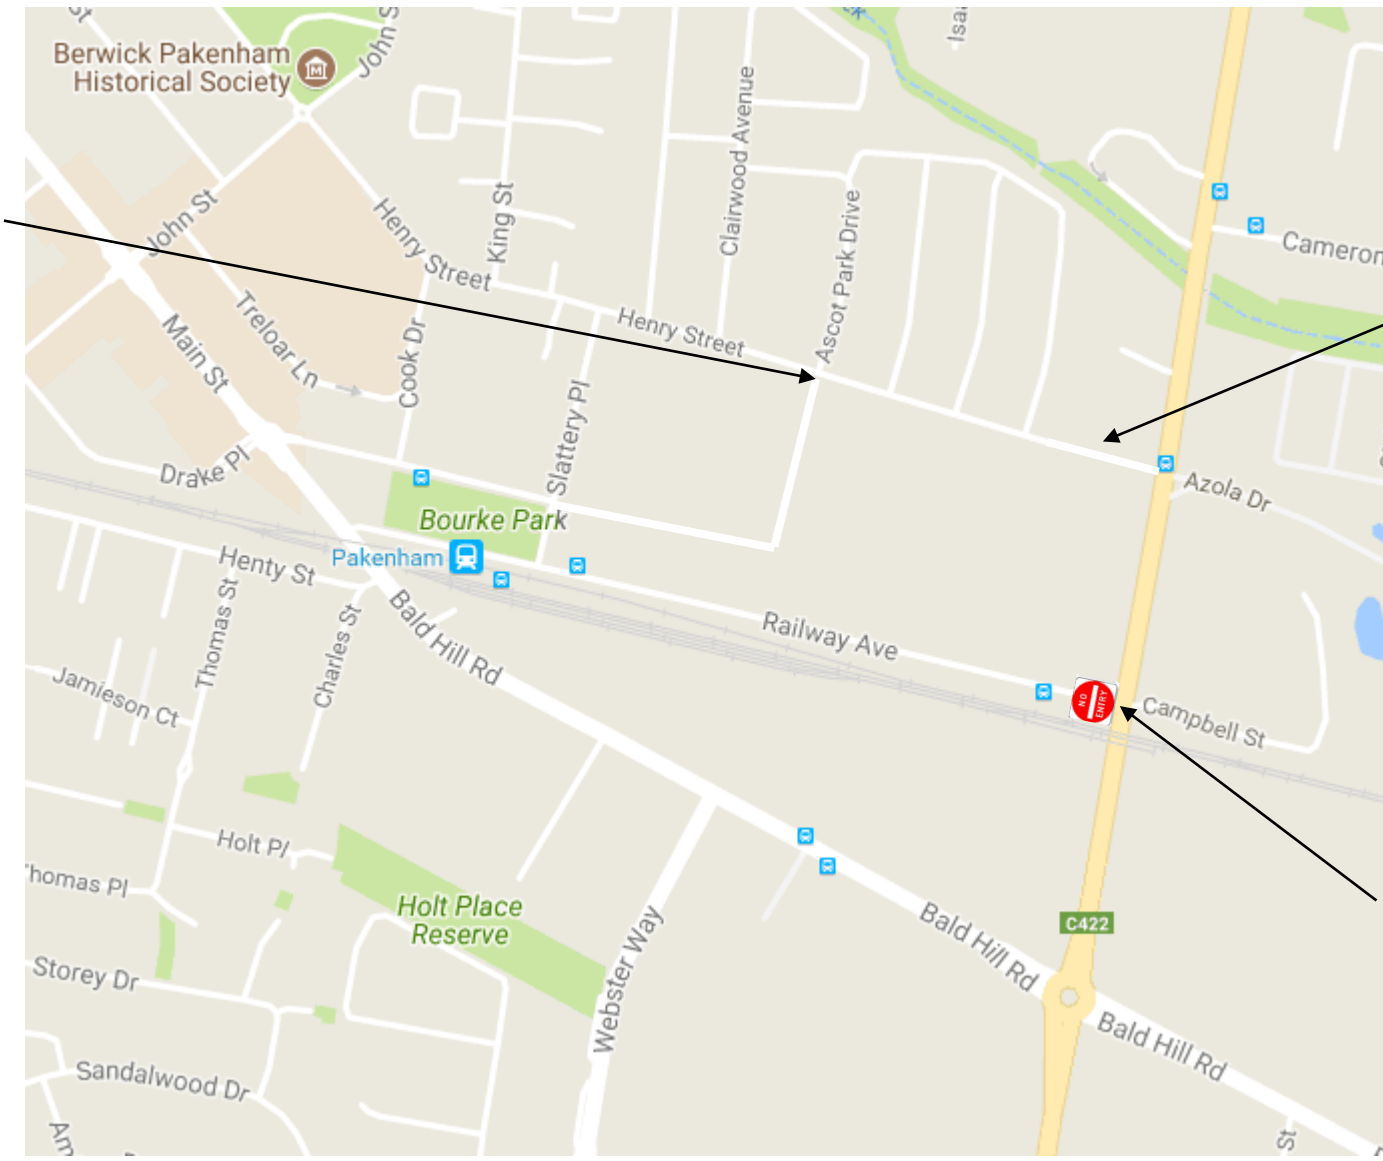 St
John S
Isaa
Berwick Pakenham
Historical Society
Clairwood Avenue
John St
Henry Street
King St
Ascot Park Drive
Cameron
Treloar Ln
Henry Street
Main St
Cook Dr
Slattery Pl
Drake Pl
Azola Dr
Bourke Park
Pakenham
Henty St
Thomas St
Charles St
Bald Hill Rd
Railway Ave
Jamieson Ct
NO
ENTRY
Campbell St
Holt Pl
homas Pl
Holt Place
Reserve
Webster Way
Bald Hill Rd
C422
Storey Dr
Bald Hill Rd
Sandalwood Dr
Am
St